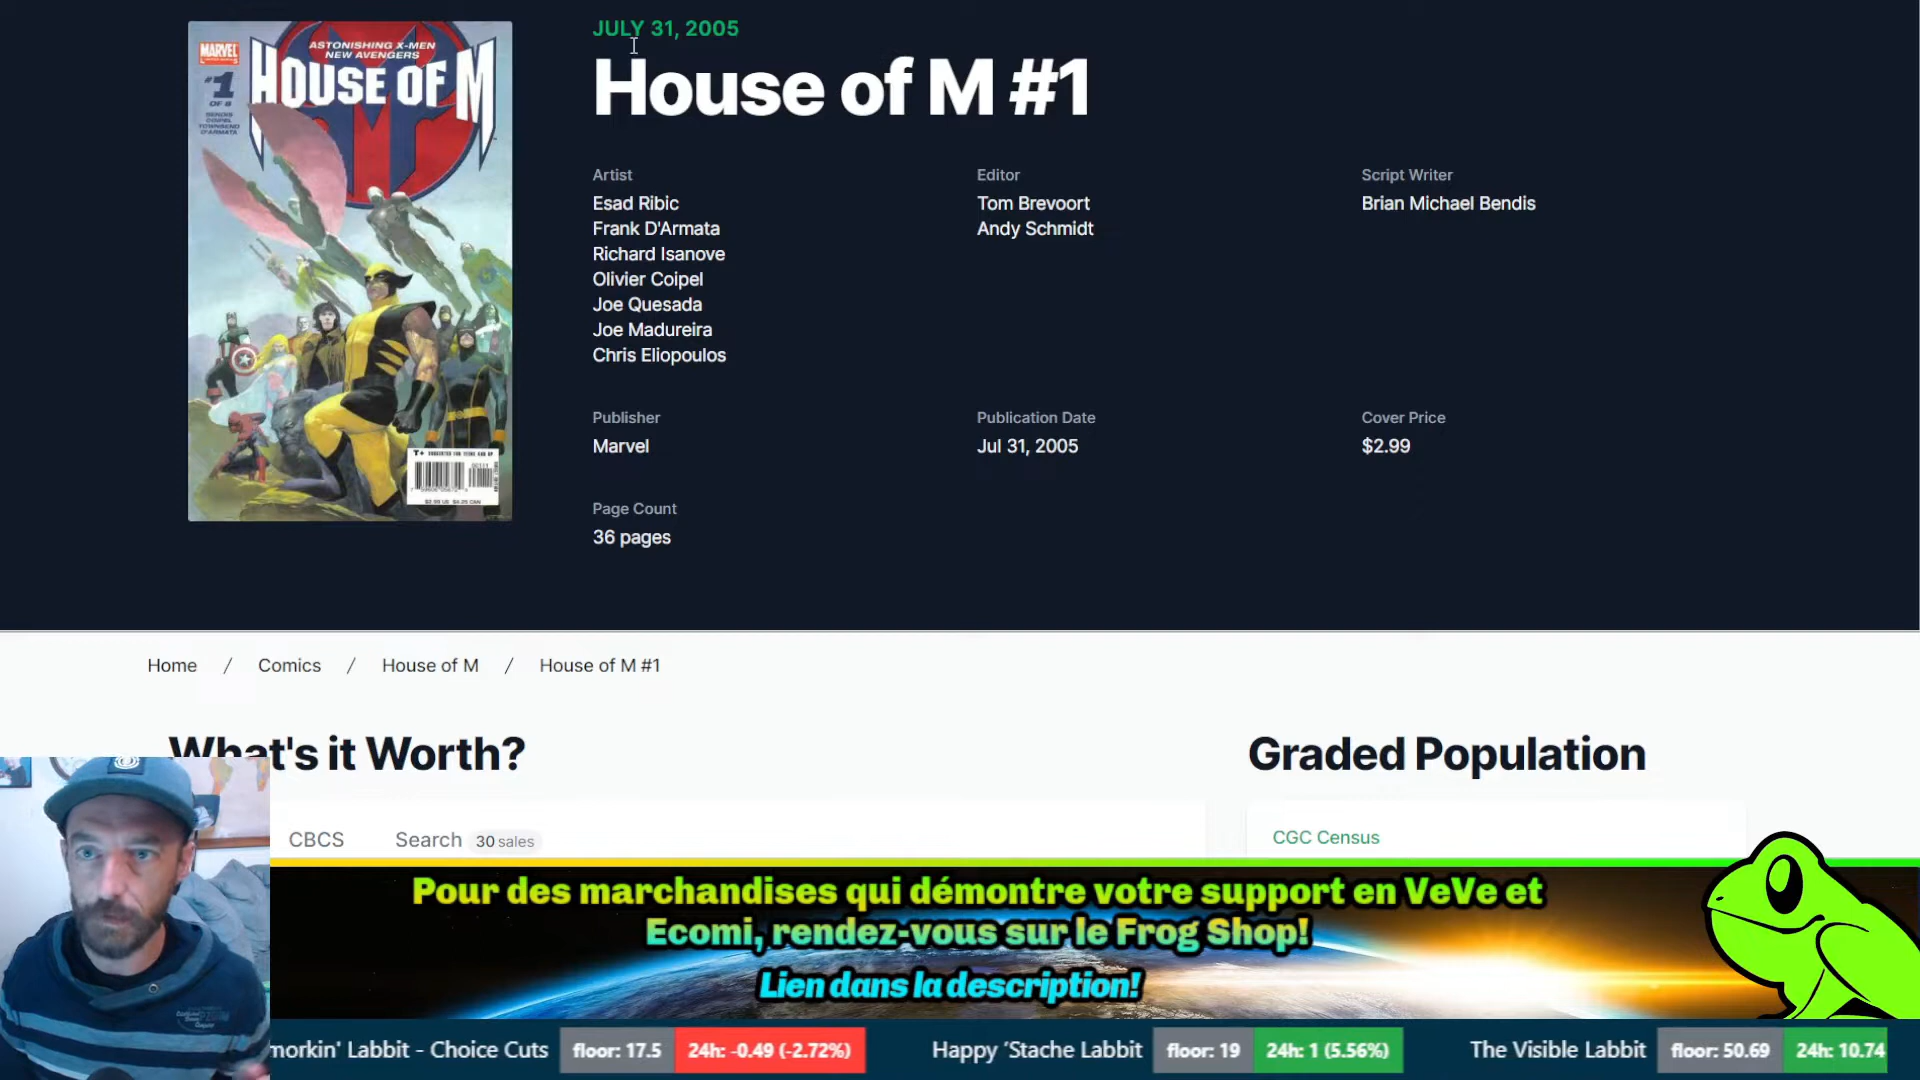 JULY 31, 2005
House of M #1
MARVEL
ASTONISHING X-MEN
NEW AVENGERS
HOUSE OF M
#1
OF 8
BENDIS
COIPEL
TOWNSEND
D'ARMATA
Artist
Esad Ribic
Frank D'Armata
Richard Isanove
Olivier Coipel
Joe Quesada
Joe Madureira
Chris Eliopoulos
Editor
Tom Brevoort
Andy Schmidt
Script Writer
Brian Michael Bendis
Publisher
Marvel
Publication Date
Jul 31, 2005
Cover Price
$2.99
Page Count
36 pages
Home / Comics / House of M / House of M #1
What's it Worth?
Graded Population
CBCS
Search 30 sales
CGC Census
Pour des marchandises qui démontre votre support en VeVe et
Ecomi, rendez-vous sur le Frog Shop!
Lien dans la description!
morkin' Labbit - Choice Cuts floor: 17.5 24h: -0.49 (-2.72%) Happy 'Stache Labbit floor: 19 24h: 1 (5.56%) The Visible Labbit floor: 50.69 24h: 10.74